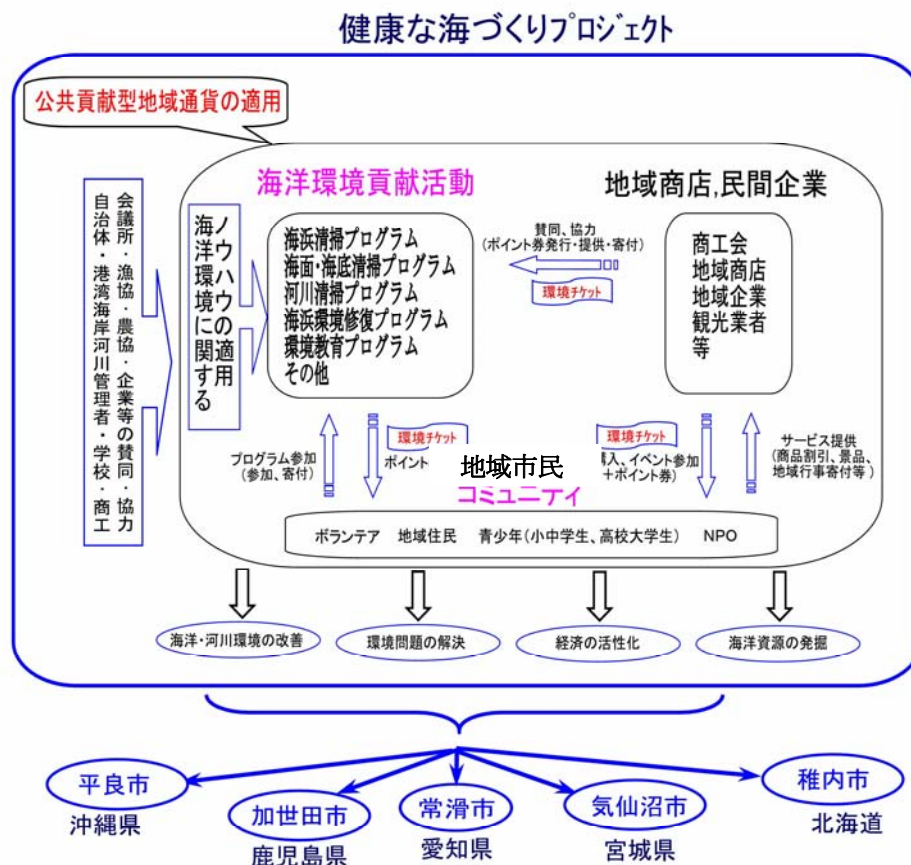 健康な海づくりプロジェクト
公共貢献型地域通貨の適用
会議所・漁協・農協・企業等の賛同・協力
自治体・港湾海岸河川管理者・学校・商工
ノウハウの適用
海洋環境に関する
海洋環境貢献活動
海浜清掃プログラム
海面・海底清掃プログラム
河川清掃プログラム
海浜環境修復プログラム
環境教育プログラム
その他
賛同、協力
(ポイント券発行・提供・寄付)
環境チケット
地域商店,民間企業
商工会
地域商店
地域企業
観光業者
等
プログラム参加
(参加、寄付)
環境チケット
ポイント
地域市民
コミュニティ
環境チケット
購入、イベント参加
+ポイント券)
サービス提供
(商品割引、景品、
地域行事寄付等)
ボランテア 地域住民 青少年(小中学生、高校大学生) NPO
海洋・河川環境の改善
環境問題の解決
経済の活性化
海洋資源の発掘
平良市
沖縄県
加世田市
鹿児島県
常滑市
愛知県
気仙沼市
宮城県
稚内市
北海道